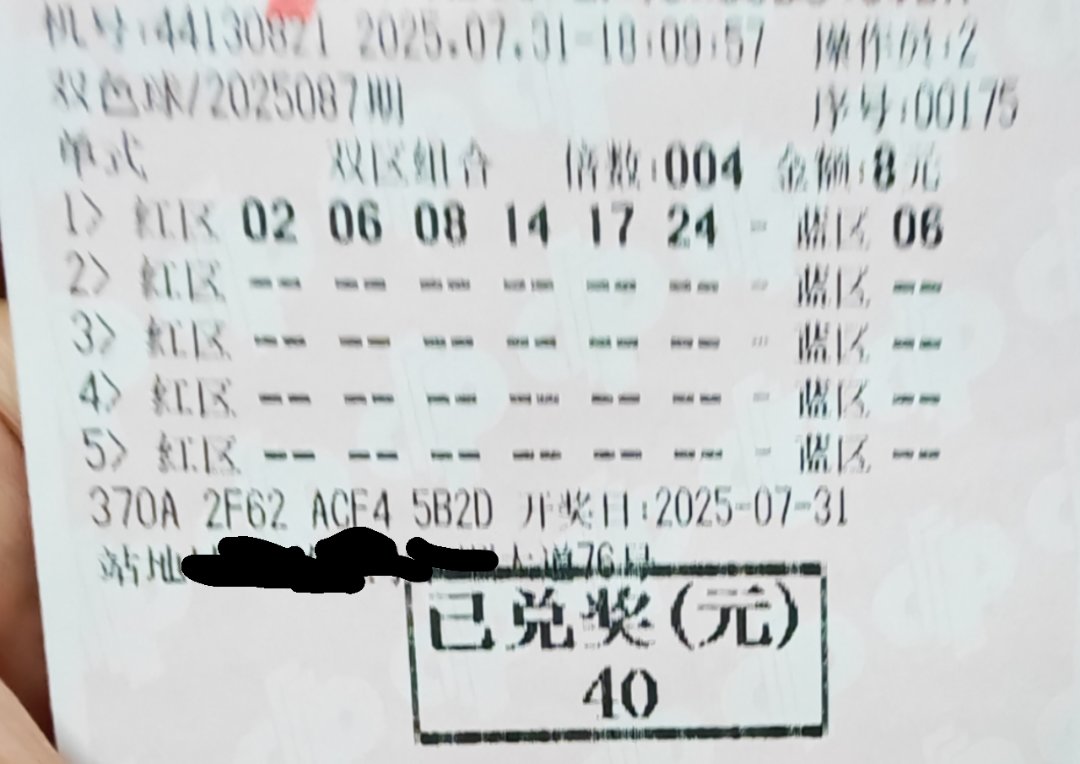 机号:44130821 2025.07.31-18:00:57 操作员:2
双色球/2025087期 序号:00175
单式 双区组合 倍数:004 金额:8元
1> 红区 02 06 08 14 17 24 - 蓝区 06
2> 红区 -- -- -- -- -- -- - 蓝区 --
3> 红区 -- -- -- -- -- -- - 蓝区 --
4> 红区 -- -- -- -- -- -- - 蓝区 --
5> 红区 -- -- -- -- -- -- - 蓝区 --
370A 2F62 ACF4 5B2D 开奖日:2025-07-31
站地 大道76号
已兑奖(元)
40